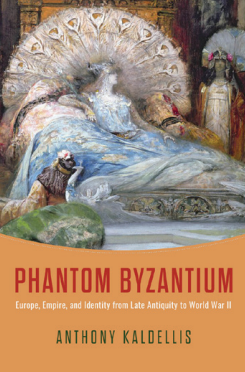 PHANTOM BYZANTIUM
Europe, Empire, and Identity from Late Antiquity to World War II
ANTHONY KALDELLIS